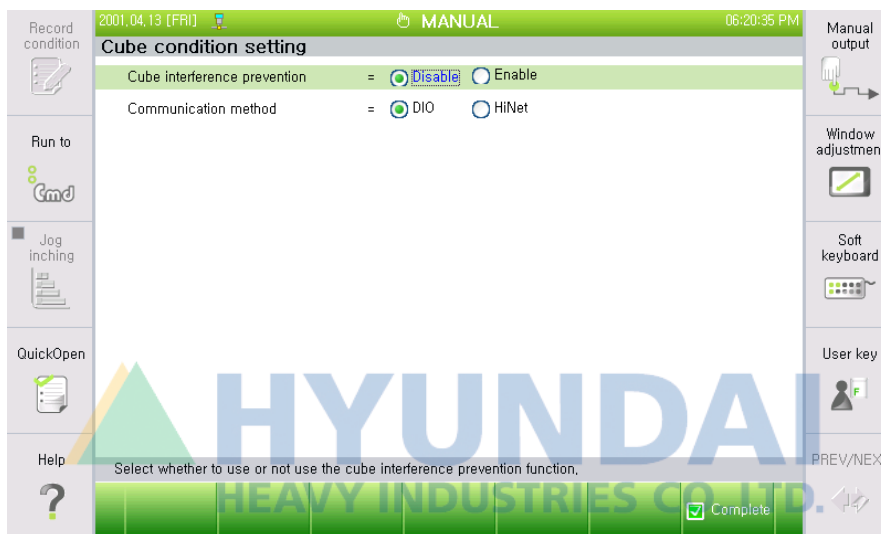 Record
condition
Run to
Cmd
Jog
inching
QuickOpen
Help
?
2001,04,13 [FRI]
MANUAL
06:20:35 PM
Cube condition setting
Cube interference prevention = Disable Enable
Communication method = DIO HiNet
Select whether to use or not use the cube interference prevention function,
Complete
Manual
output
Window
adjustmen
Soft
keyboard
User key
F
PREV/NEX
HYUNDAI
HEAVY INDUSTRIES CO. LTD.